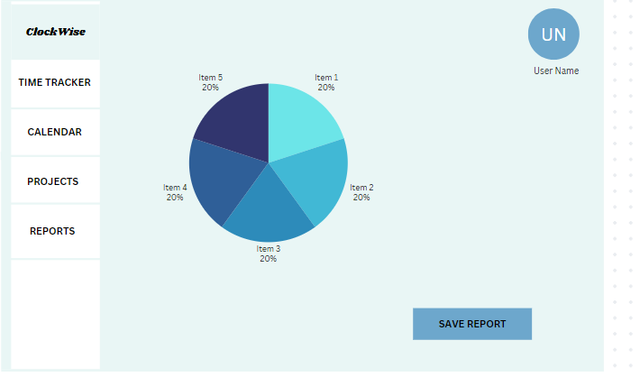 ClockWise
TIME TRACKER
CALENDAR
PROJECTS
REPORTS
UN
User Name
Item 5
20%
Item 1
20%
Item 4
20%
Item 2
20%
Item 3
20%
SAVE REPORT